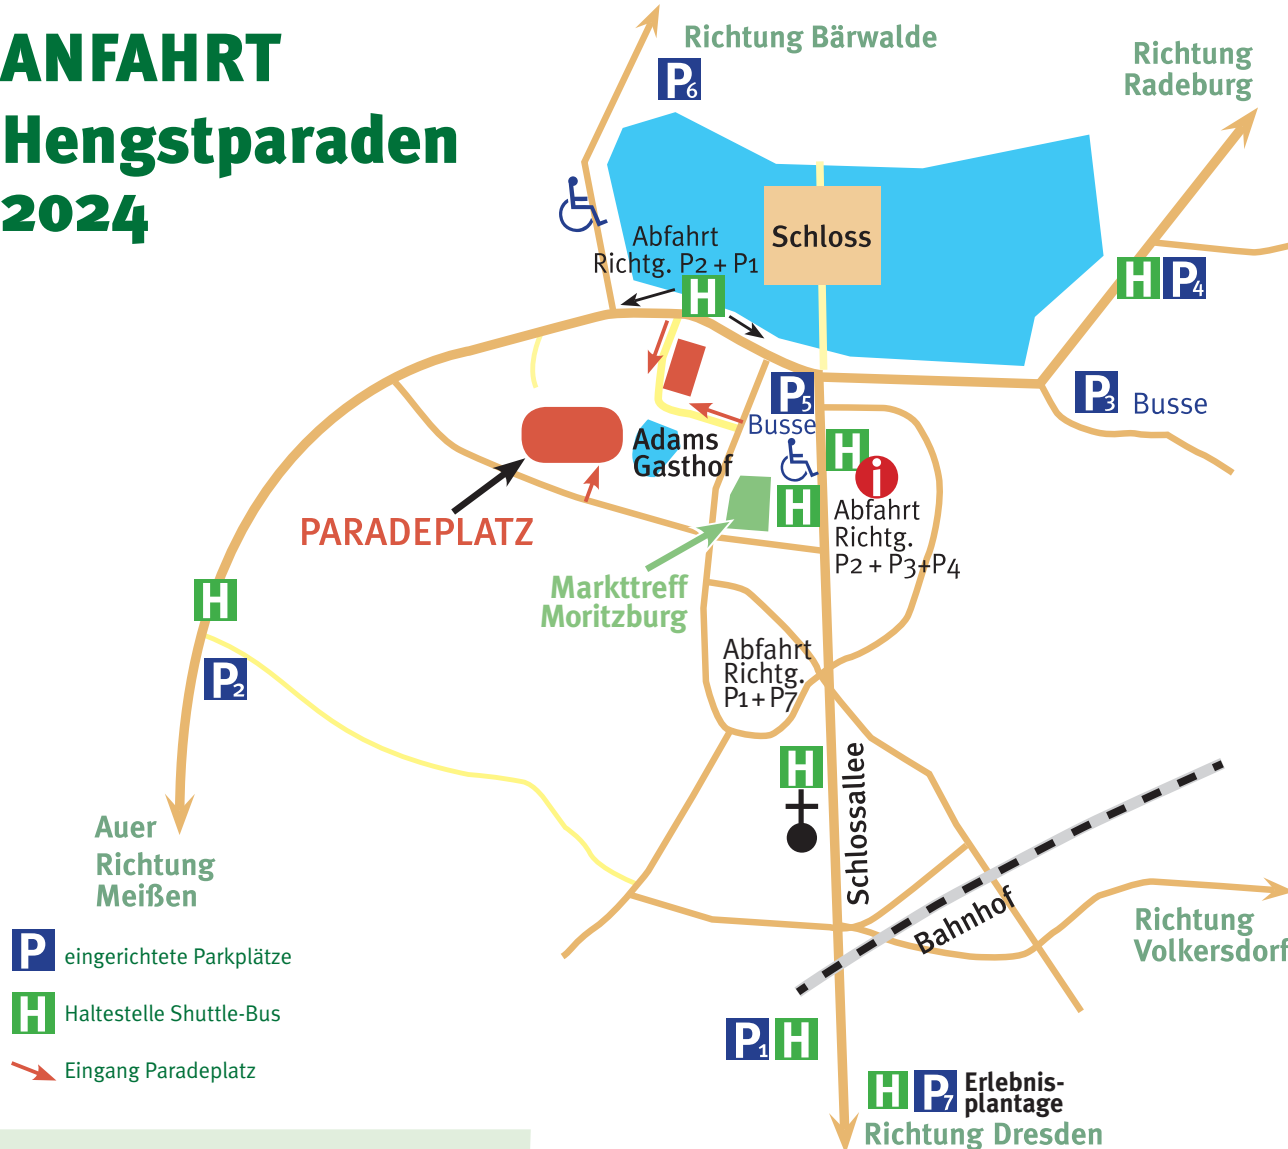 ANFAHRT
Hengstparaden
2024
Richtung Bärwalde
P6
Richtung
Radeburg
Abfahrt
Richtg. P2 + P1
H
Schloss
H P4
P3 Busse
P5
Busse
Adams
Gasthof
H
i
H
Abfahrt
Richtg.
P2 + P3+P4
PARADEPLATZ
Markttreff
Moritzburg
H
P2
Abfahrt
Richtg.
P1+P7
H
Schlossallee
Bahnhof
Auer
Richtung
Meißen
Richtung
Volkersdorf
P eingerichtete Parkplätze
H Haltestelle Shuttle-Bus
Eingang Paradeplatz
P1 H
H P7 Erlebnis-
plantage
Richtung Dresden